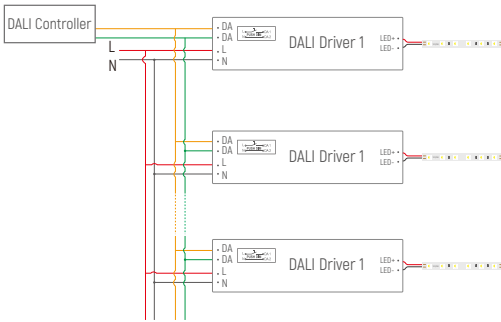 DALI Controller
L
N
DA
DA
L
N
DALI Driver 1
LED+
LED-
DA
DA
L
N
DALI Driver 1
LED+
LED-
DA
DA
L
N
DALI Driver 1
LED+
LED-